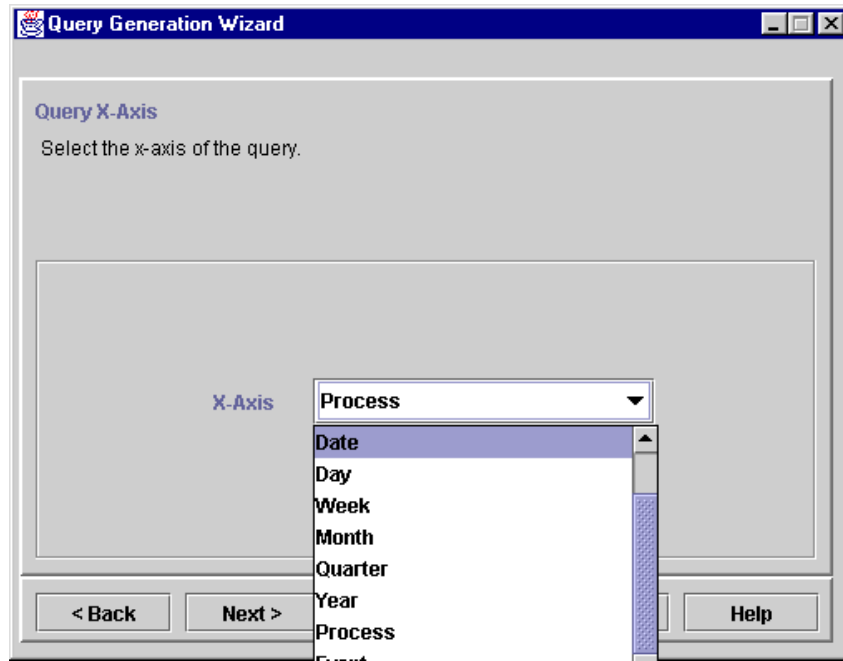 Query Generation Wizard
Query X-Axis
Select the x-axis of the query.
X-Axis
Process
Date
Day
Week
Month
Quarter
Year
Process
Event
< Back
Next >
Help